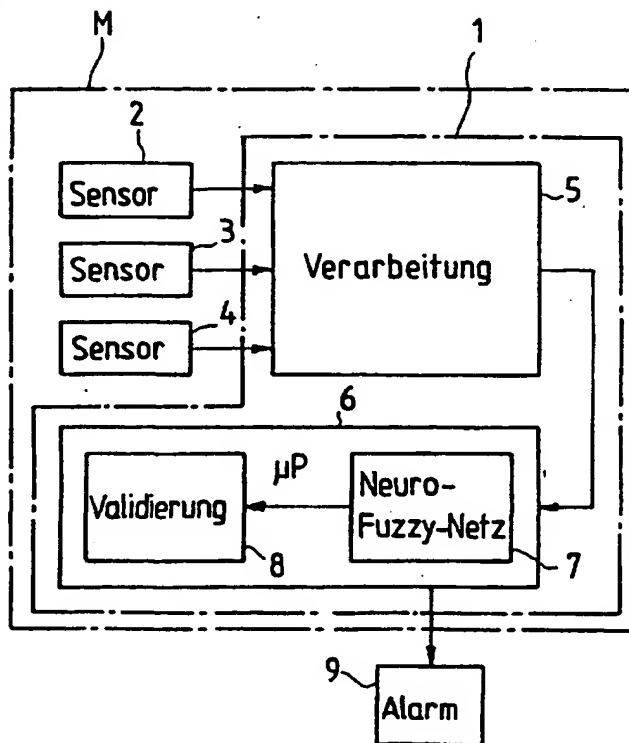 M
1
2
Sensor
3
Sensor
4
Sensor
5
Verarbeitung
6
Validierung
8
µP
Neuro-
Fuzzy-Netz
7
9
Alarm